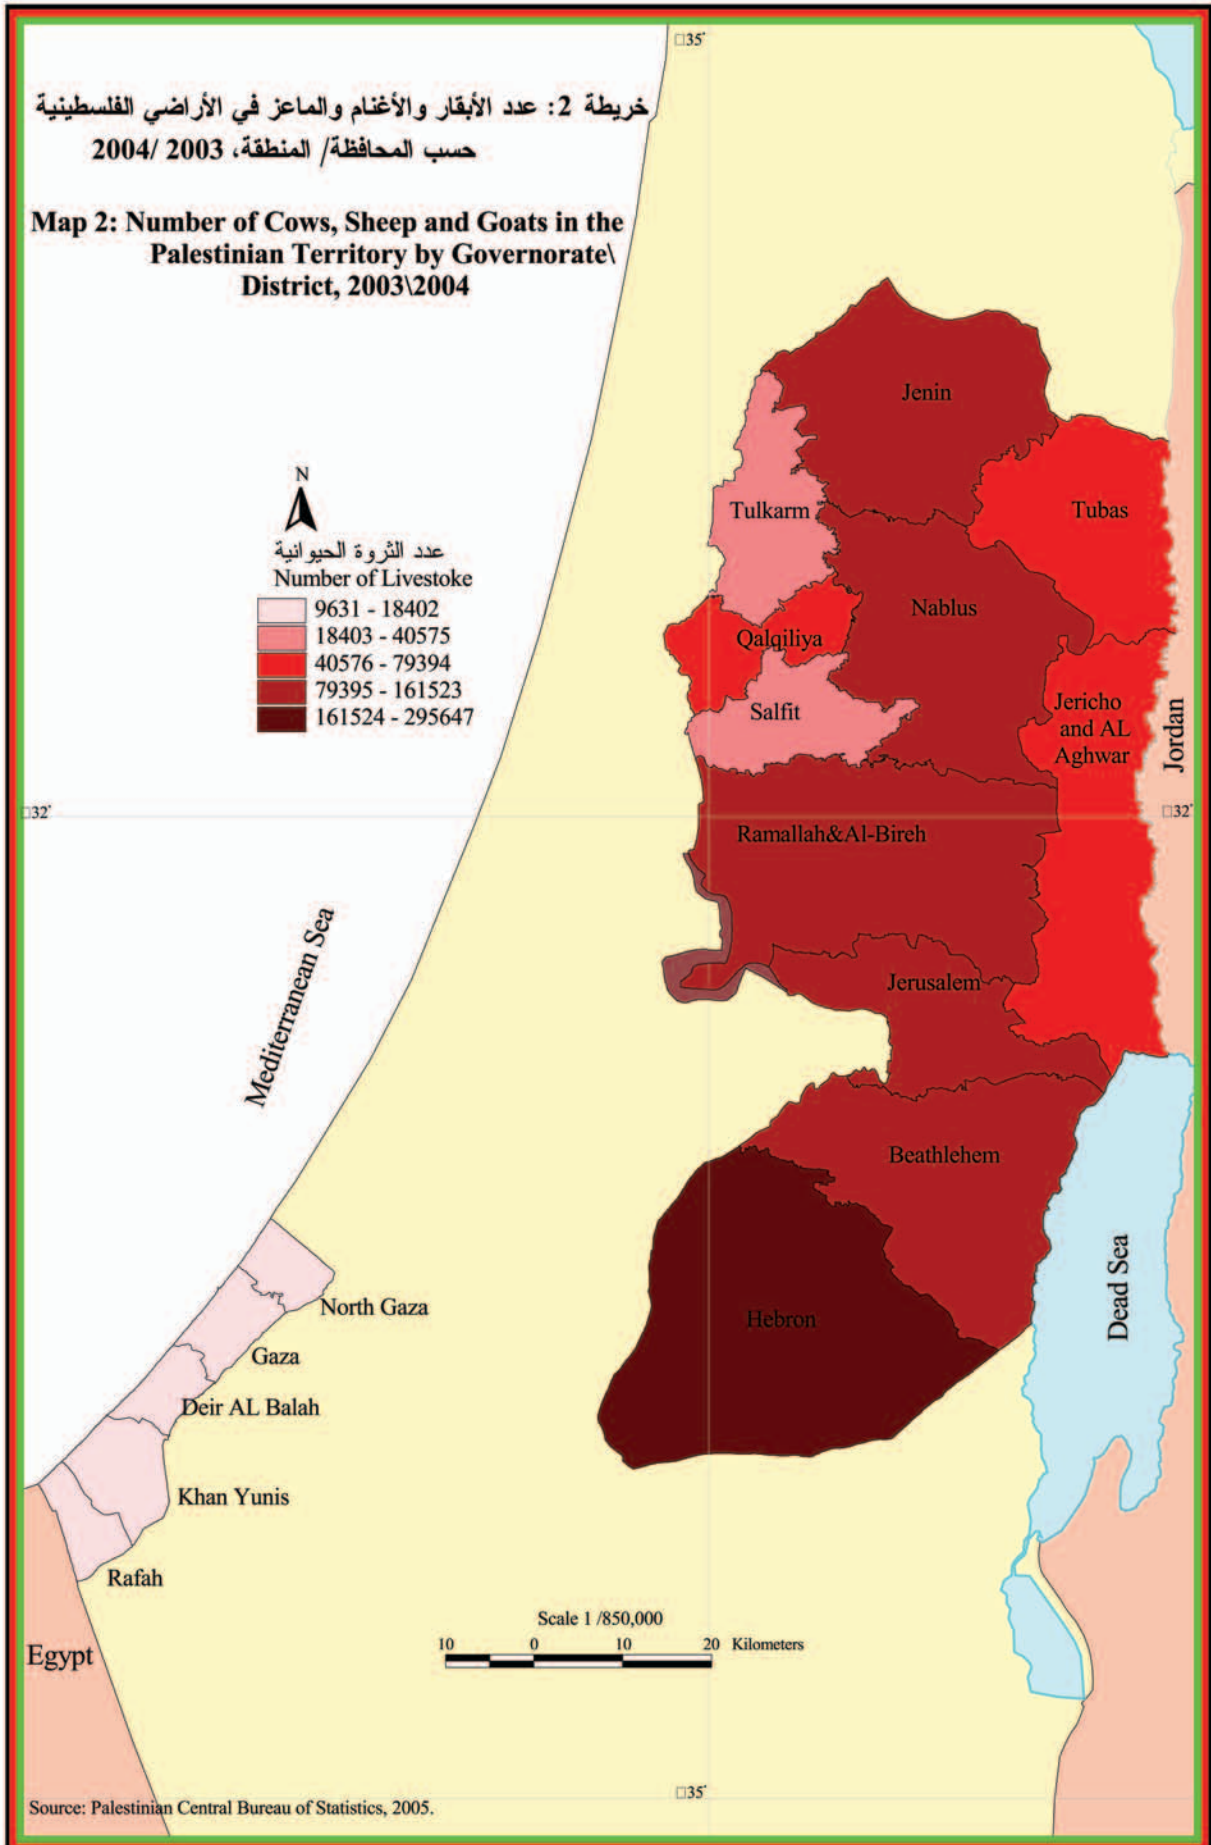 خريطة 2: عدد الأبقار والأغنام والماعز في الأراضي الفلسطينية
حسب المحافظة/ المنطقة، 2003 /2004
Map 2: Number of Cows, Sheep and Goats in the
Palestinian Territory by Governorate\
District, 2003\2004
□35°
N
عدد الثروة الحيوانية
Number of Livestoke
9631 - 18402
18403 - 40575
40576 - 79394
79395 - 161523
161524 - 295647
Jenin
Tulkarm
Tubas
Nablus
Qalqiliya
Salfit
Jericho
and AL
Aghwar
Jordan
□32°
□32°
Ramallah&Al-Bireh
Jerusalem
Mediterranean Sea
Beathlehem
Hebron
Dead Sea
North Gaza
Gaza
Deir AL Balah
Khan Yunis
Rafah
Egypt
Scale 1 /850,000
10 0 10 20 Kilometers
□35°
Source: Palestinian Central Bureau of Statistics, 2005.